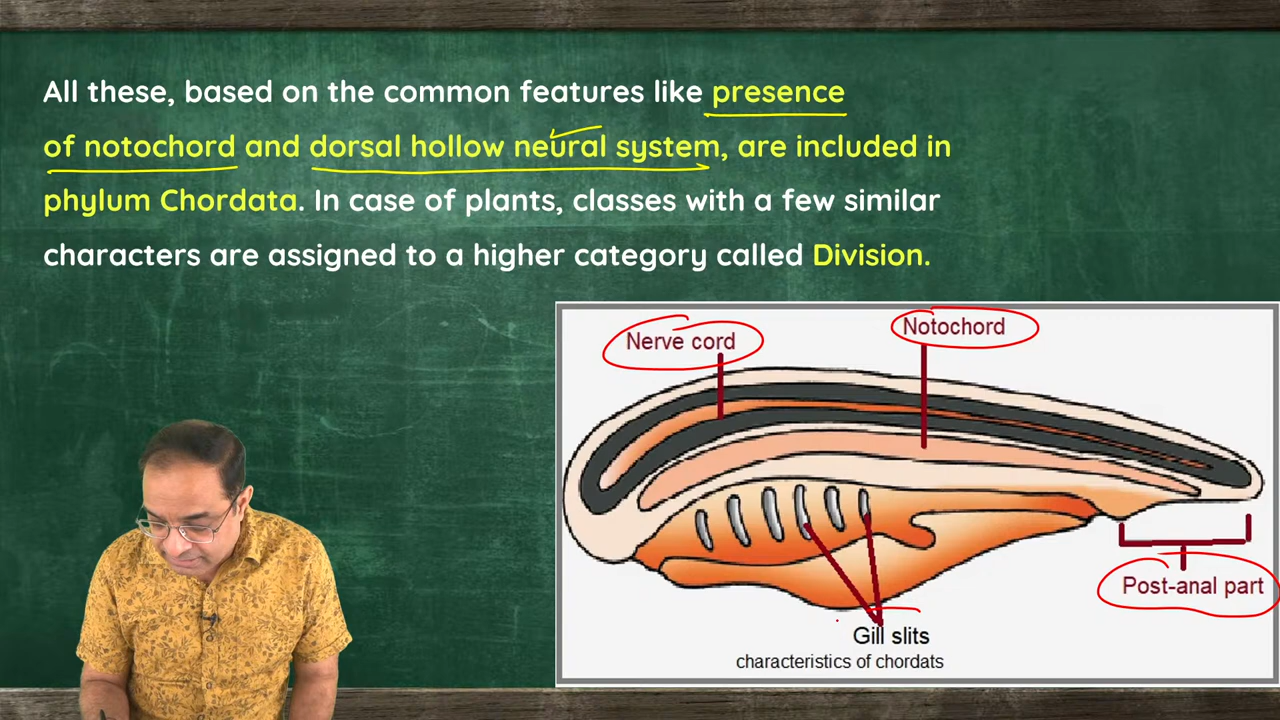 All these, based on the common features like presence
of notochord and dorsal hollow neural system, are included in
phylum Chordata. In case of plants, classes with a few similar
characters are assigned to a higher category called Division.
Nerve cord
Notochord
Post-anal part
Gill slits
characteristics of chordats